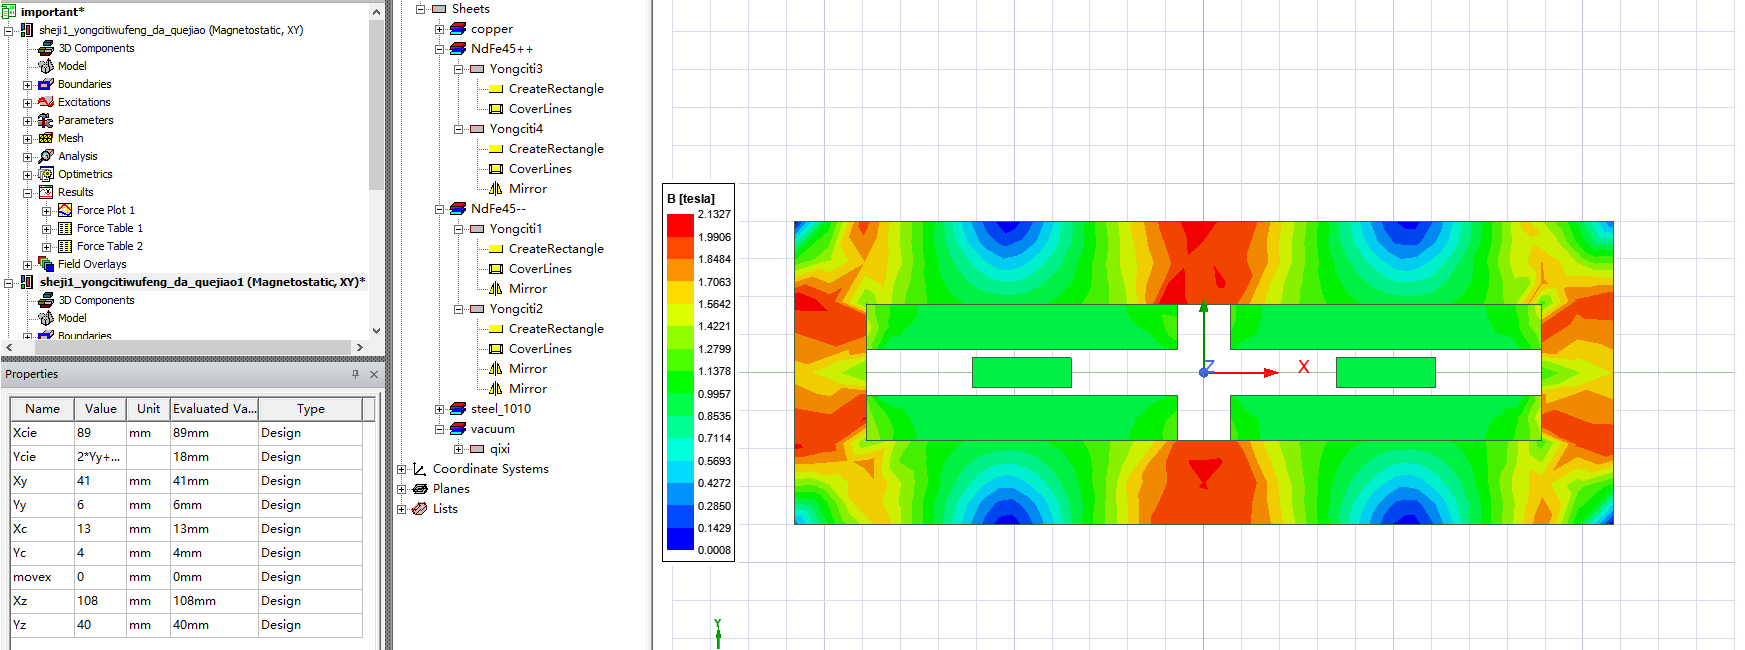 important*
sheji1_yongcitiwufeng_da_quejiao (Magnetostatic, XY)
3D Components
Model
Boundaries
Excitations
Parameters
Mesh
Analysis
Optimetrics
Results
Force Plot 1
Force Table 1
Force Table 2
Field Overlays
sheji1_yongcitiwufeng_da_quejiao1 (Magnetostatic, XY)*
3D Components
Model
Boundaries
Properties
Name Value Unit Evaluated Va... Type
Xcie 89 mm 89mm Design
Ycie 2*Yy+... 18mm Design
Xy 41 mm 41mm Design
Yy 6 mm 6mm Design
Xc 13 mm 13mm Design
Yc 4 mm 4mm Design
movex 0 mm 0mm Design
Xz 108 mm 108mm Design
Yz 40 mm 40mm Design
Sheets
copper
NdFe45++
Yongciti3
CreateRectangle
CoverLines
Yongciti4
CreateRectangle
CoverLines
Mirror
NdFe45--
Yongciti1
CreateRectangle
CoverLines
Mirror
Yongciti2
CreateRectangle
CoverLines
Mirror
Mirror
steel_1010
vacuum
qixi
Coordinate Systems
Planes
Lists
B [tesla]
2.1327
1.9906
1.8484
1.7063
1.5642
1.4221
1.2799
1.1378
0.9957
0.8535
0.7114
0.5693
0.4272
0.2850
0.1429
0.0008
Z
X
Y